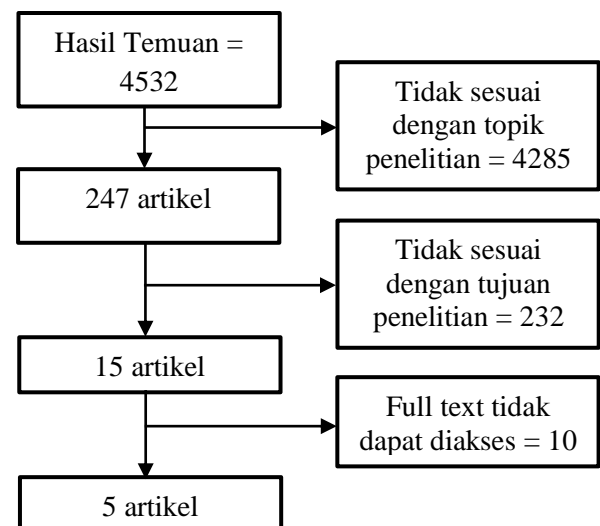 Hasil Temuan =
4532
Tidak sesuai
dengan topik
penelitian = 4285
247 artikel
Tidak sesuai
dengan tujuan
penelitian = 232
15 artikel
Full text tidak
dapat diakses = 10
5 artikel